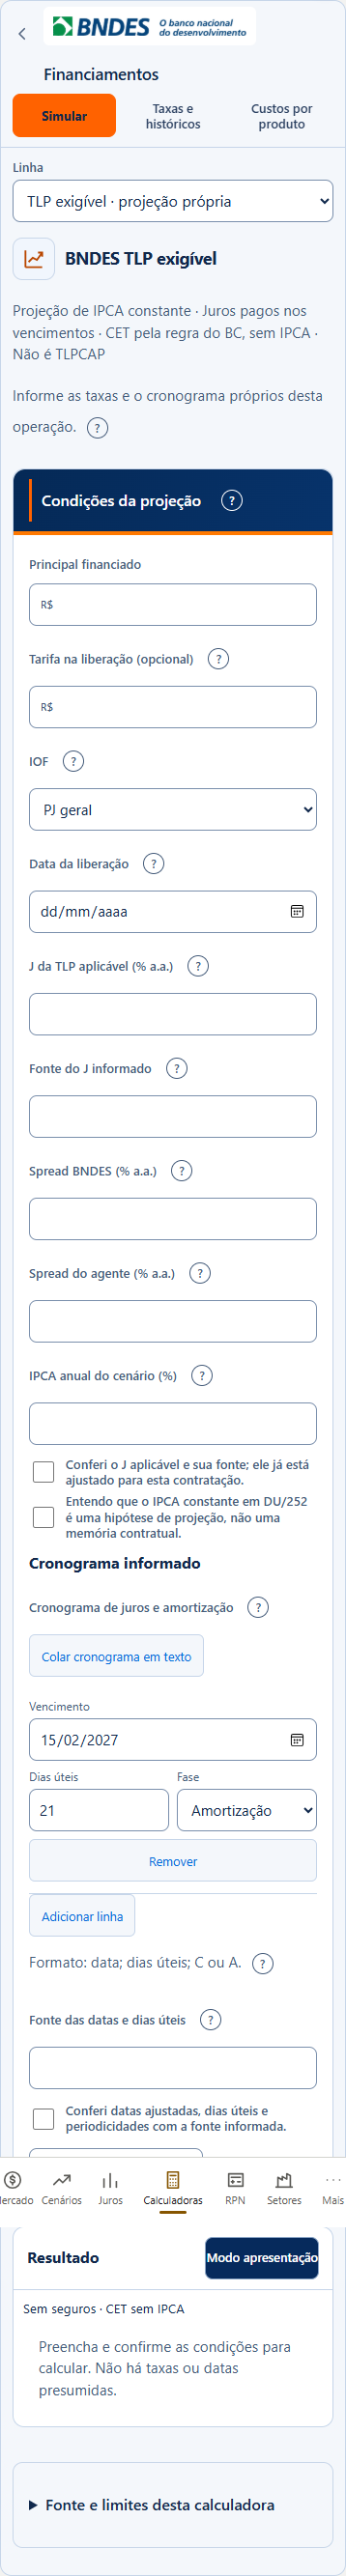 BNDES
O banco nacional
do desenvolvimento
Financiamentos
Simular
Taxas e
históricos
Custos por
produto
Linha
TLP exigível · projeção própria
BNDES TLP exigível
Projeção de IPCA constante · Juros pagos nos
vencimentos · CET pela regra do BC, sem IPCA ·
Não é TLPCAP
Informe as taxas e o cronograma próprios desta
operação. ?
Condições da projeção ?
Principal financiado
R$
Tarifa na liberação (opcional) ?
R$
IOF ?
PJ geral
Data da liberação ?
dd/mm/aaaa
J da TLP aplicável (% a.a.) ?
Fonte do J informado ?
Spread BNDES (% a.a.) ?
Spread do agente (% a.a.) ?
IPCA anual do cenário (%) ?
Conferi o J aplicável e sua fonte; ele já está
ajustado para esta contratação.
Entendo que o IPCA constante em DU/252
é uma hipótese de projeção, não uma
memória contratual.
Cronograma informado
Cronograma de juros e amortização ?
Colar cronograma em texto
Vencimento
15/02/2027
Dias úteis Fase
21 Amortização
Remover
Adicionar linha
Formato: data; dias úteis; C ou A. ?
Fonte das datas e dias úteis ?
Conferi datas ajustadas, dias úteis e
periodicidades com a fonte informada.
lercado Cenários Juros Calculadoras RPN Setores Mais
Resultado Modo apresentação
Sem seguros · CET sem IPCA
Preencha e confirme as condições para
calcular. Não há taxas ou datas
presumidas.
Fonte e limites desta calculadora